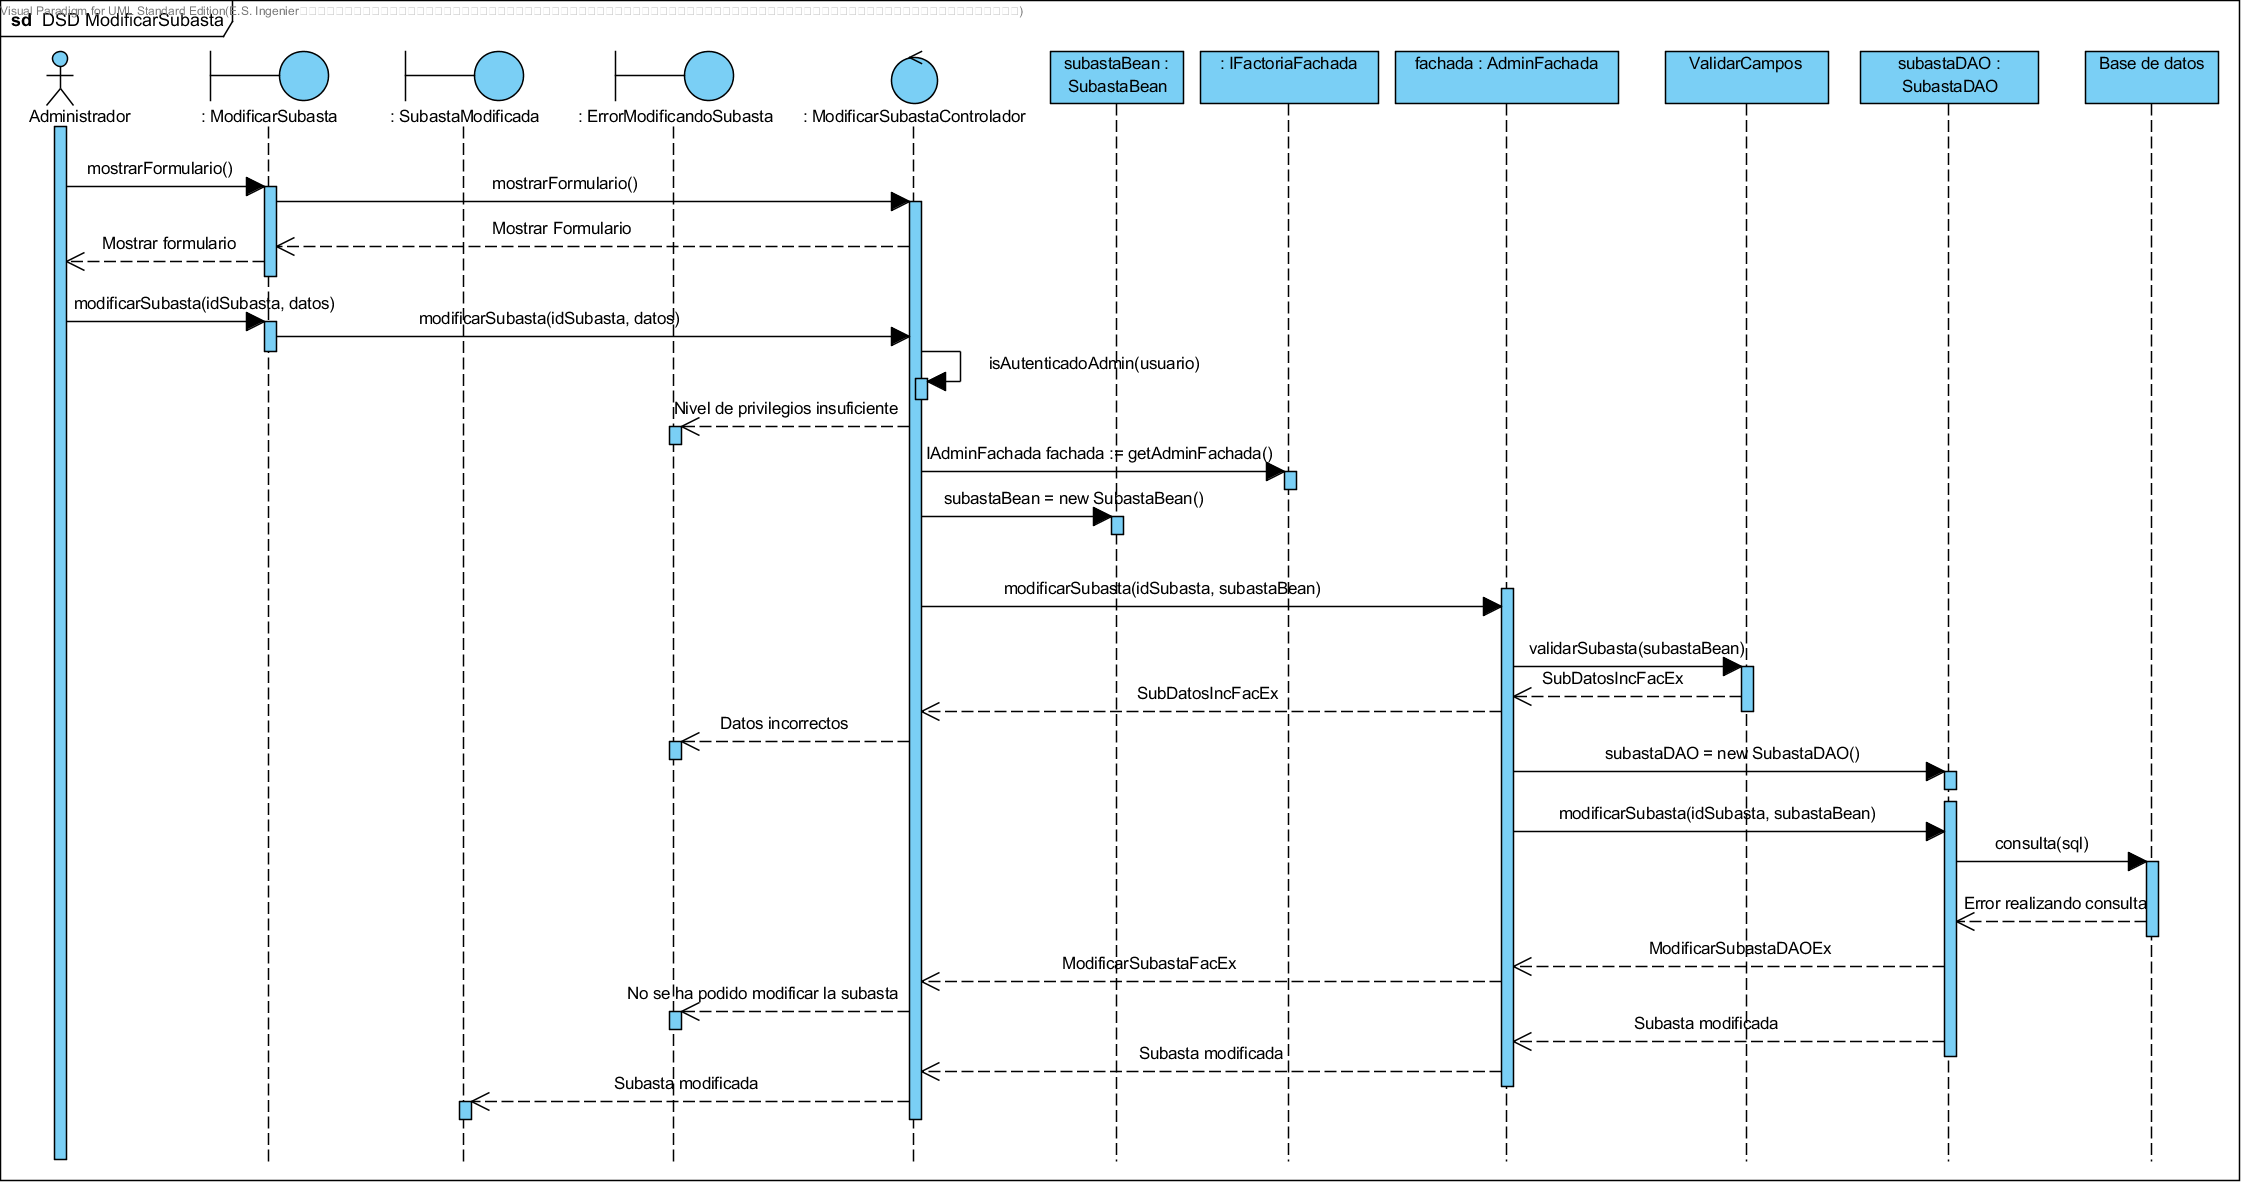 Visual Paradigm for UML Standard Edition(E.S. Ingenier
sd DSD ModificarSubasta
Administrador
: ModificarSubasta
: SubastaModificada
: ErrorModificandoSubasta
: ModificarSubastaControlador
subastaBean :
SubastaBean
: IFactoriaFachada
fachada : AdminFachada
ValidarCampos
subastaDAO :
SubastaDAO
Base de datos
mostrarFormulario()
mostrarFormulario()
Mostrar Formulario
Mostrar formulario
modificarSubasta(idSubasta, datos)
modificarSubasta(idSubasta, datos)
isAutenticadoAdmin(usuario)
Nivel de privilegios insuficiente
IAdminFachada fachada := getAdminFachada()
subastaBean = new SubastaBean()
modificarSubasta(idSubasta, subastaBean)
validarSubasta(subastaBean)
SubDatosIncFacEx
SubDatosIncFacEx
Datos incorrectos
subastaDAO = new SubastaDAO()
modificarSubasta(idSubasta, subastaBean)
consulta(sql)
Error realizando consulta
ModificarSubastaDAOEx
ModificarSubastaFacEx
No se ha podido modificar la subasta
Subasta modificada
Subasta modificada
Subasta modificada